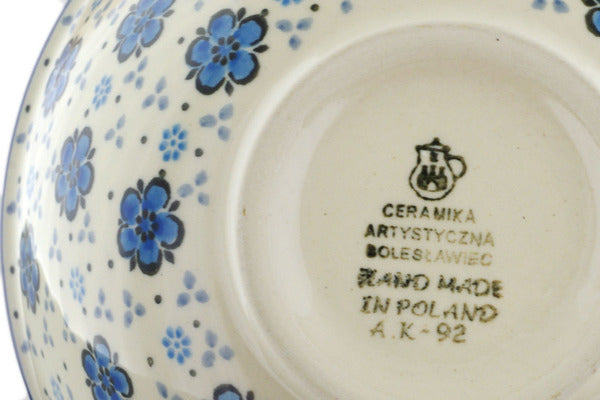 CERAMIKA
ARTYSTYCZNA
BOLESŁAWIEC
HAND MADE
IN POLAND
A.K-92